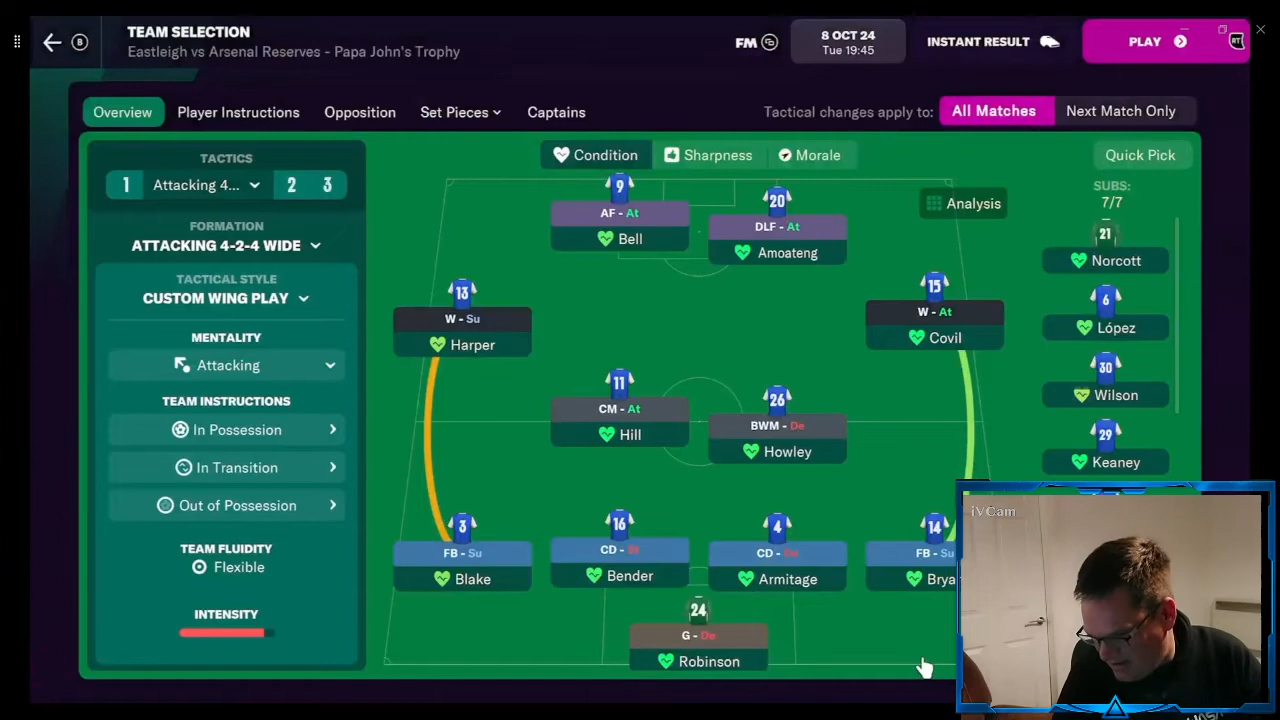 TEAM SELECTION
Eastleigh vs Arsenal Reserves - Papa John's Trophy
B
FM
8 OCT 24
Tue 19:45
INSTANT RESULT
PLAY
RT
Overview
Player Instructions
Opposition
Set Pieces
Captains
Tactical changes apply to:
All Matches
Next Match Only
TACTICS
1 Attacking 4... 2 3
FORMATION
ATTACKING 4-2-4 WIDE
TACTICAL STYLE
CUSTOM WING PLAY
MENTALITY
Attacking
TEAM INSTRUCTIONS
In Possession
In Transition
Out of Possession
TEAM FLUIDITY
Flexible
INTENSITY
Condition
Sharpness
Morale
Quick Pick
Analysis
9
AF - At
Bell
20
DLF - At
Amoateng
13
W - Su
Harper
15
W - At
Covil
11
CM - At
Hill
26
BWM - De
Howley
3
FB - Su
Blake
16
CD - De
Bender
4
CD - De
Armitage
14
FB - Su
Brya
24
G - De
Robinson
SUBS:
7/7
21
Norcott
6
López
30
Wilson
29
Keaney
iVCam